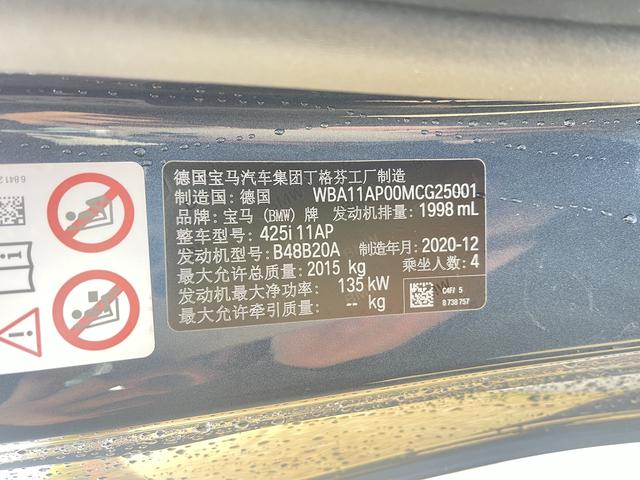 德国宝马汽车集团丁格芬工厂制造
制造国: 德国 WBA11AP00MCG25001
品牌: 宝马 (BMW) 牌 发动机排量: 1998 mL
整车型号: 425i 11AP
发动机型号: B48B20A 制造年月: 2020-12
最大允许总质量: 2015 kg 乘坐人数: 4
发动机最大净功率: 135 kW
最大允许牵引质量: -- kg
C4F/ 5
8 738 757
68412